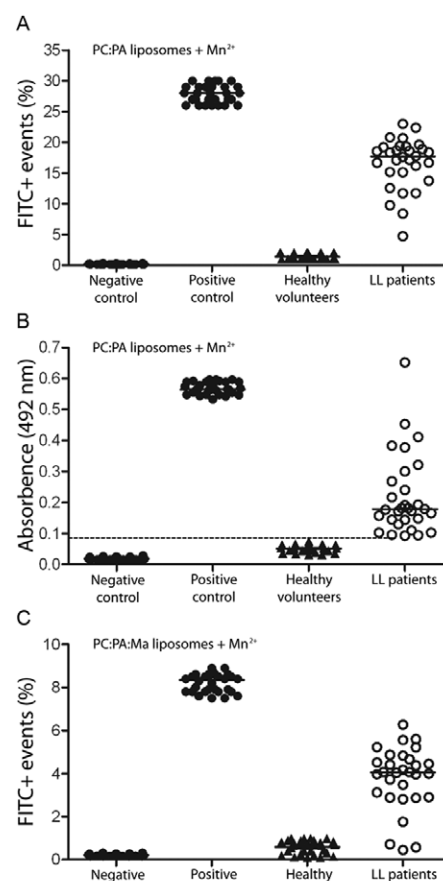 A
PC:PA liposomes + Mn²⁺
FITC+ events (%)
35
30
25
20
15
10
5
0
Negative control
Positive control
Healthy volunteers
LL patients
B
PC:PA liposomes + Mn²⁺
Absorbence (492 nm)
0.7
0.6
0.5
0.4
0.3
0.2
0.1
0.0
Negative control
Positive control
Healthy volunteers
LL patients
C
PC:PA:Ma liposomes + Mn²⁺
FITC+ events (%)
10
8
6
4
2
0
Negative
Positive
Healthy
LL patients